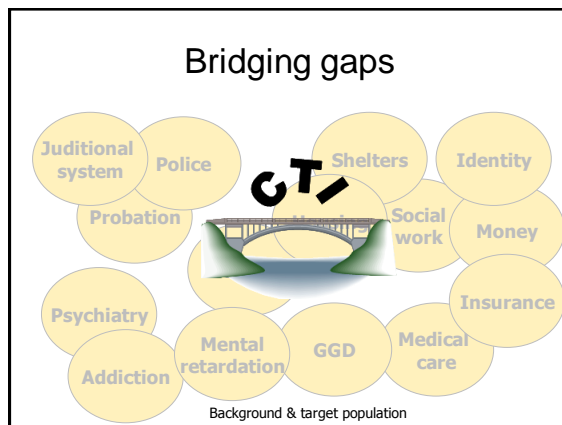 Bridging gaps
Juditional
system
Police
Shelters
Identity
CTI
Probation
Social
work
Money
Insurance
Psychiatry
Mental
retardation
GGD
Medical
care
Addiction
Background & target population